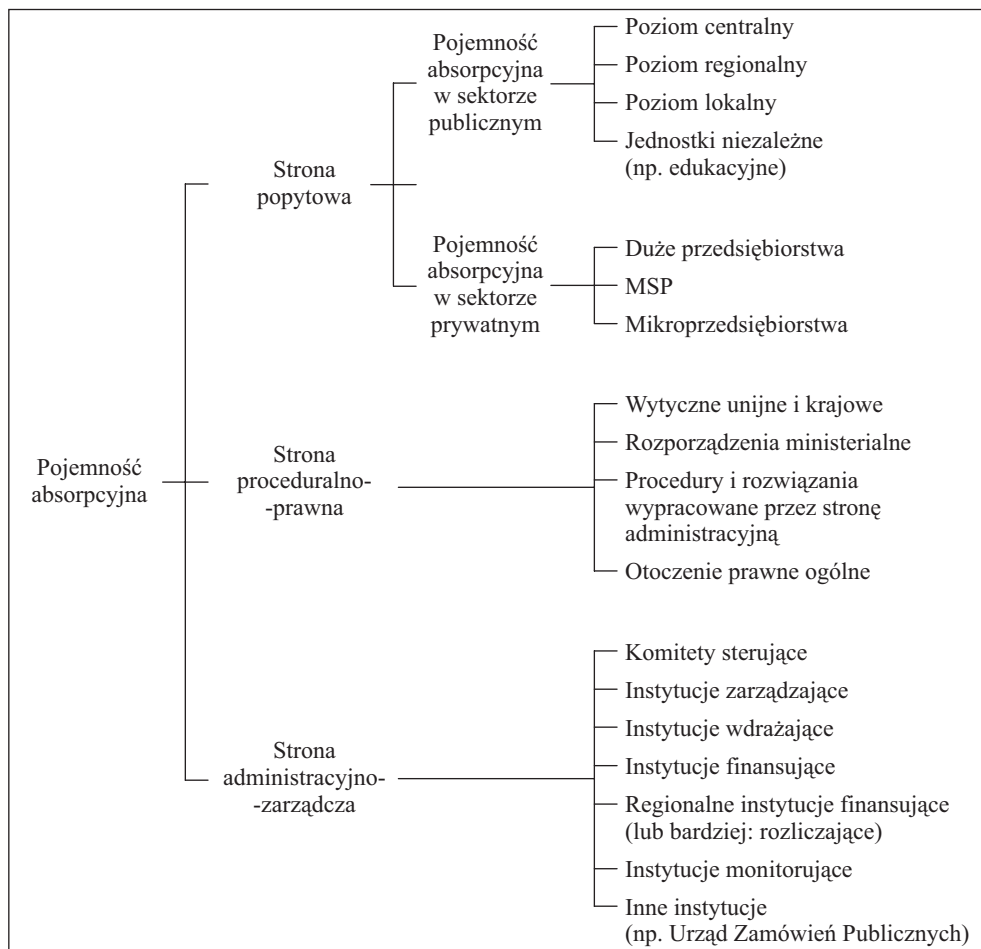 Pojemność
absorpcyjna
Strona
popytowa
Pojemność
absorpcyjna
w sektorze
publicznym
Poziom centralny
Poziom regionalny
Poziom lokalny
Jednostki niezależne
(np. edukacyjne)
Pojemność
absorpcyjna
w sektorze
prywatnym
Duże przedsiębiorstwa
MSP
Mikroprzedsiębiorstwa
Strona
proceduralno-
-prawna
Wytyczne unijne i krajowe
Rozporządzenia ministerialne
Procedury i rozwiązania
wypracowane przez stronę
administracyjną
Otoczenie prawne ogólne
Strona
administracyjno-
-zarządcza
Komitety sterujące
Instytucje zarządzające
Instytucje wdrażające
Instytucje finansujące
Regionalne instytucje finansujące
(lub bardziej: rozliczające)
Instytucje monitorujące
Inne instytucje
(np. Urząd Zamówień Publicznych)